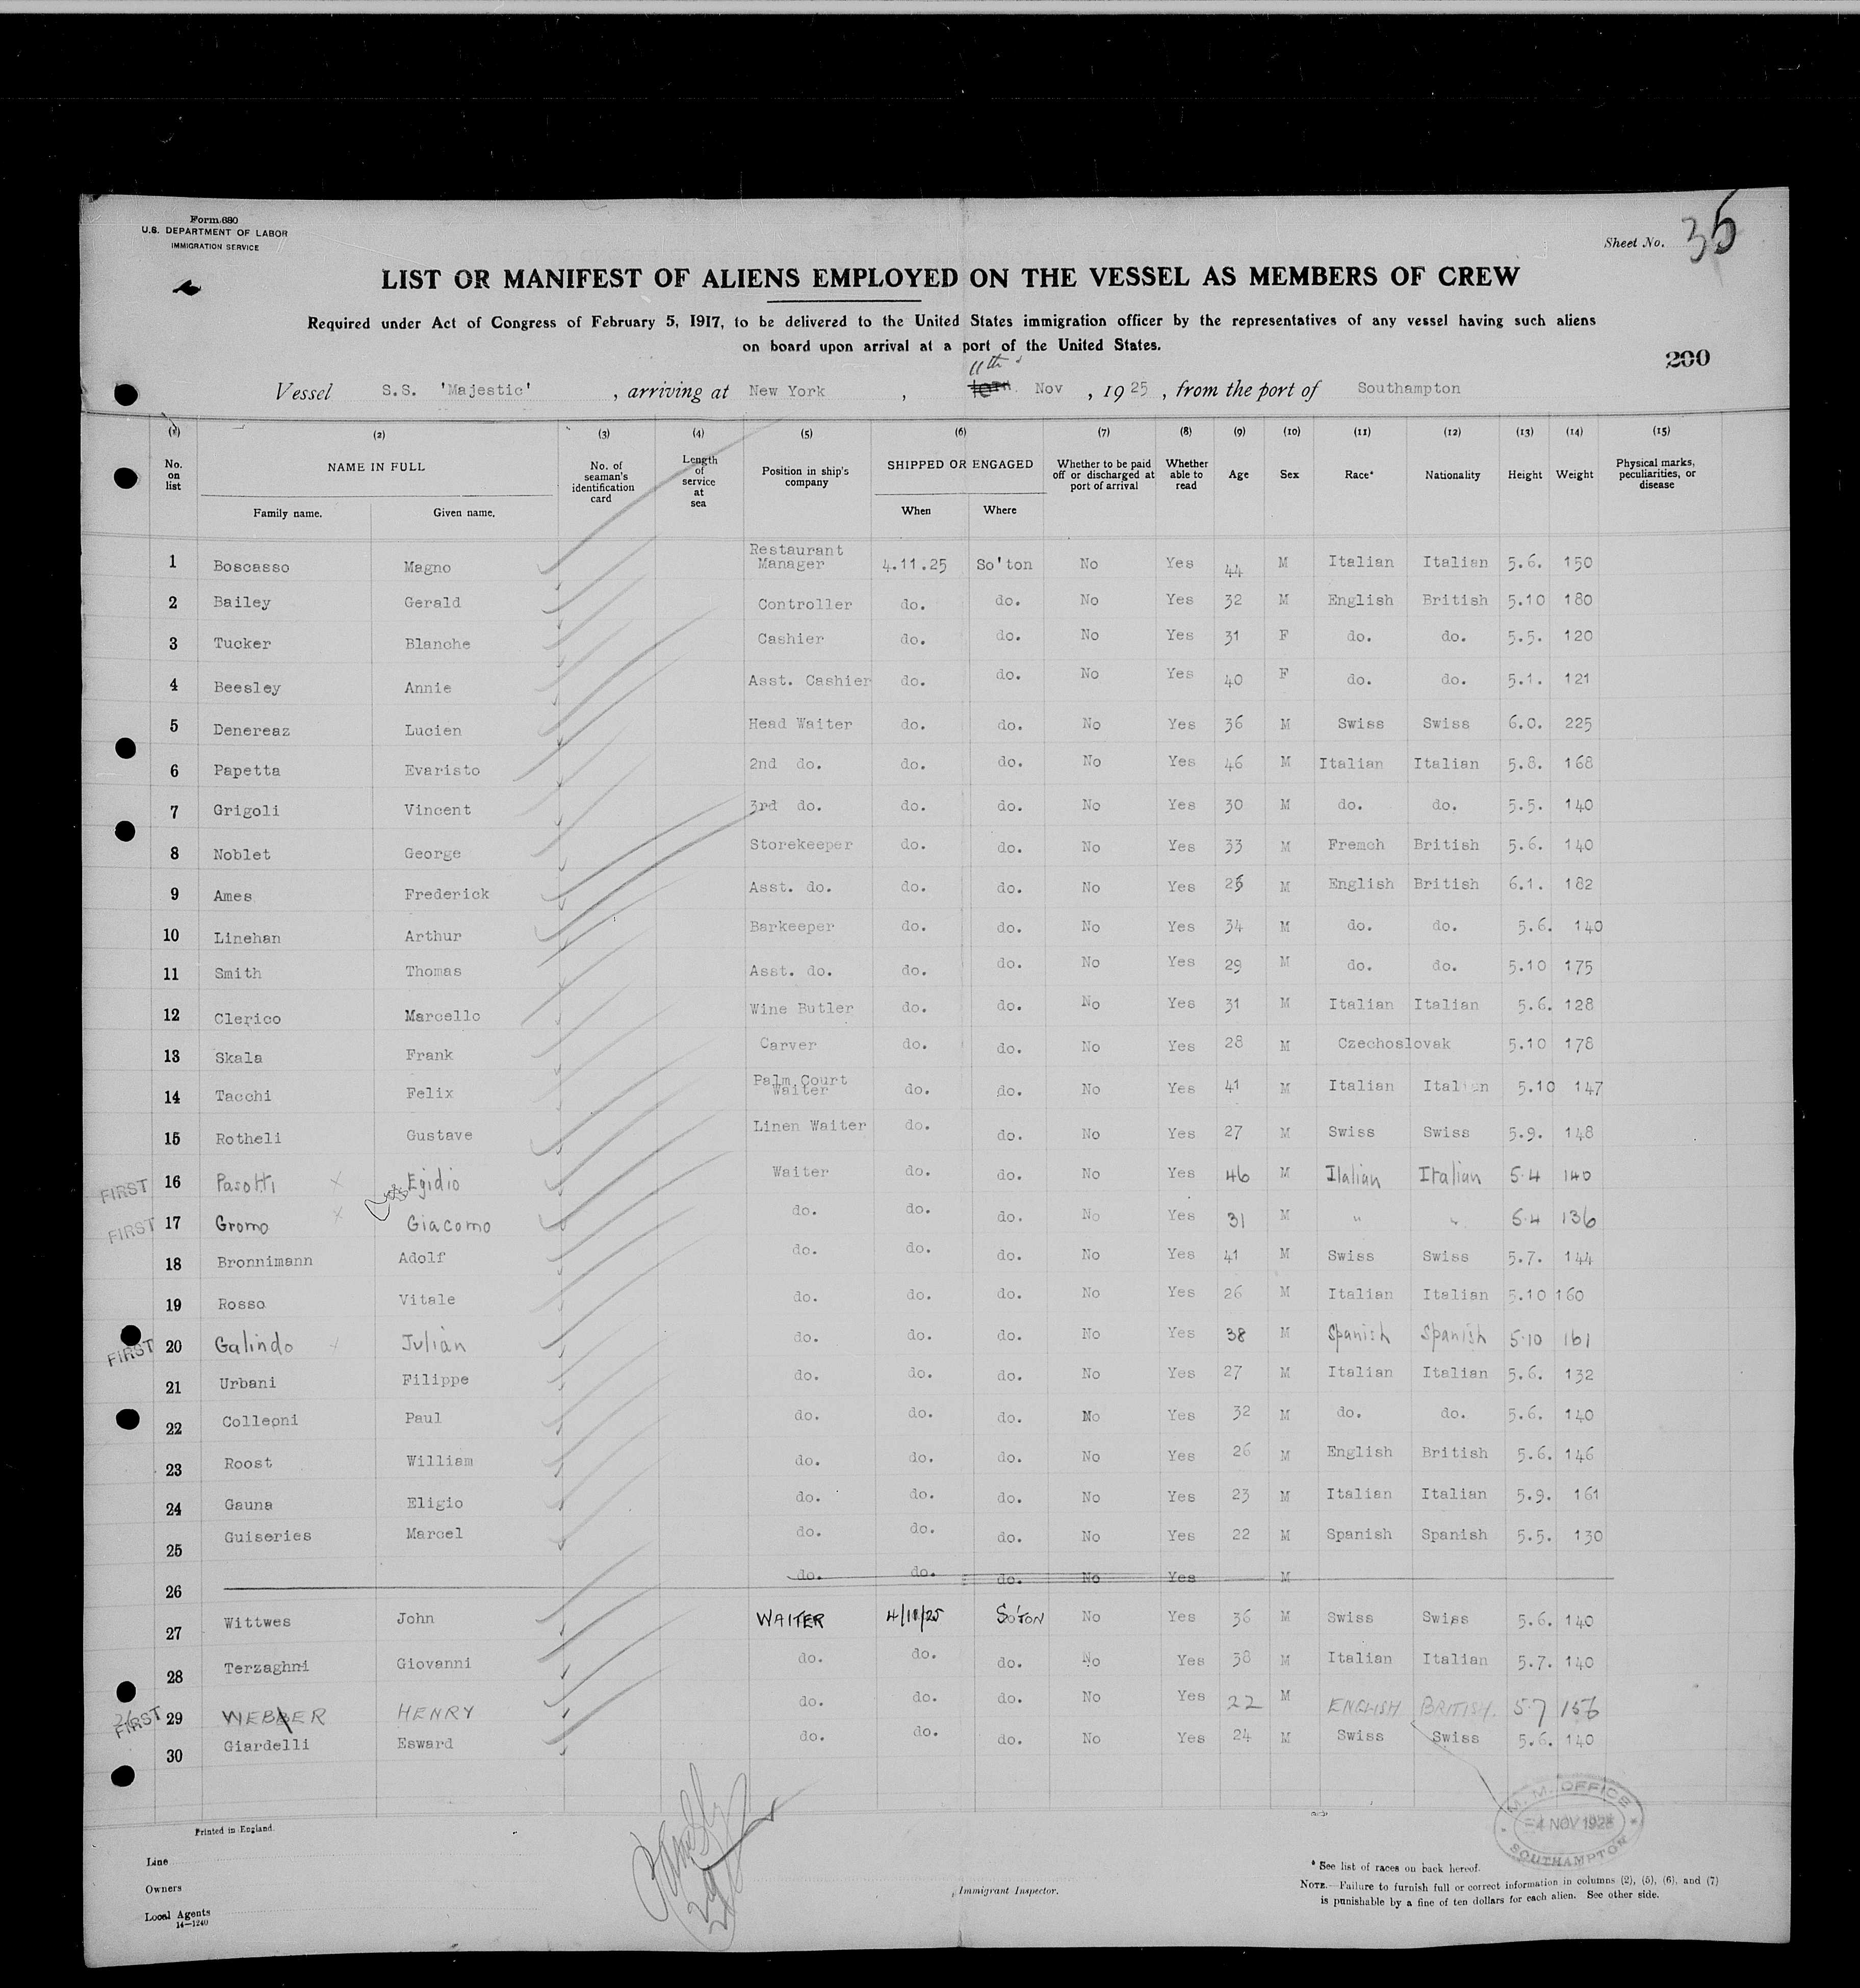 Form 680
U.S. DEPARTMENT OF LABOR
IMMIGRATION SERVICE
Sheet No. 35
LIST OR MANIFEST OF ALIENS EMPLOYED ON THE VESSEL AS MEMBERS OF CREW
Required under Act of Congress of February 5, 1917, to be delivered to the United States immigration officer by the representatives of any vessel having such aliens
on board upon arrival at a port of the United States.
200
11th
Vessel S.S. 'Majestic' , arriving at New York , Nov , 1925 , from the port of Southampton
(1) (2) (3) (4) (5) (6) (7) (8) (9) (10) (11) (12) (13) (14) (15)
No. on list NAME IN FULL No. of seaman's identification card Length of service at sea Position in ship's company SHIPPED OR ENGAGED Whether to be paid off or discharged at port of arrival Whether able to read Age Sex Race* Nationality Height Weight Physical marks, peculiarities, or disease
Family name. Given name. When Where
1 Boscasso Magno Restaurant Manager 4.11.25 So'ton No Yes 44 M Italian Italian 5.6. 150
2 Bailey Gerald Controller do. do. No Yes 32 M English British 5.10 180
3 Tucker Blanche Cashier do. do. No Yes 31 F do. do. 5.5. 120
4 Beesley Annie Asst. Cashier do. do. No Yes 40 F do. do. 5.1. 121
5 Denereaz Lucien Head Waiter do. do. No Yes 36 M Swiss Swiss 6.0. 225
6 Papetta Evaristo 2nd do. do. do. No Yes 46 M Italian Italian 5.8. 168
7 Grigoli Vincent 3rd do. do. do. No Yes 30 M do. do. 5.5. 140
8 Noblet George Storekeeper do. do. No Yes 33 M Fremch British 5.6. 140
9 Ames Frederick Asst. do. do. do. No Yes M English British 6.1. 182
10 Linehan Arthur Barkeeper do. do. No Yes 34 M do. do. 5.6. 140
11 Smith Thomas Asst. do. do. do. No Yes 29 M do. do. 5.10 175
12 Clerico Marcello Wine Butler do. do. No Yes 31 M Italian Italian 5.6. 128
13 Skala Frank Carver do. do. No Yes 28 M Czechoslovak 5.10 178
14 Tacchi Felix Palm Court Waiter do. do. No Yes 41 M Italian Italian 5.10 147
15 Rotheli Gustave Linen Waiter do. do. No Yes 27 M Swiss Swiss 5.9. 148
FIRST 16 Pasotti x Egidio Waiter do. do. No Yes 46 M Italian Italian 5.4 140
FIRST 17 Gromo x Giacomo do. do. do. No Yes 31 M " " 5.4 136
18 Bronnimann Adolf do. do. do. No Yes 41 M Swiss Swiss 5.7. 144
19 Rosso Vitale do. do. do. No Yes 26 M Italian Italian 5.10 160
FIRST 20 Galindo x Julian do. do. do. No Yes 38 M Spanish Spanish 5.10 161
21 Urbani Filippe do. do. do. No Yes 27 M Italian Italian 5.6. 132
22 Colleoni Paul do. do. do. No Yes 32 M do. do. 5.6. 140
23 Roost William do. do. do. No Yes 26 M English British 5.6. 146
24 Gauna Eligio do. do. do. No Yes 23 M Italian Italian 5.9. 161
25 Guiseries Marcel do. do. do. No Yes 22 M Spanish Spanish 5.5. 130
26 do. do. do. No Yes M
27 Wittwes John WAITER 4/11/25 So'TON No Yes 36 M Swiss Swiss 5.6. 140
28 Terzaghni Giovanni do. do. do. No Yes 38 M Italian Italian 5.7. 140
FIRST 29 WEBBER HENRY do. do. do. No Yes 22 M ENGLISH BRITISH. 5.7 156
30 Giardelli Esward do. do. do. No Yes 24 M Swiss Swiss 5.6. 140
M. M. OFFICE
4 NOV 192
SOUTHAMPTON
Printed in England.
Line
Owners
Local Agents
14—1240
Immigrant Inspector.
* See list of races on back hereof.
NOTE.—Failure to furnish full or correct information in columns (2), (5), (6), and (7)
is punishable by a fine of ten dollars for each alien. See other side.